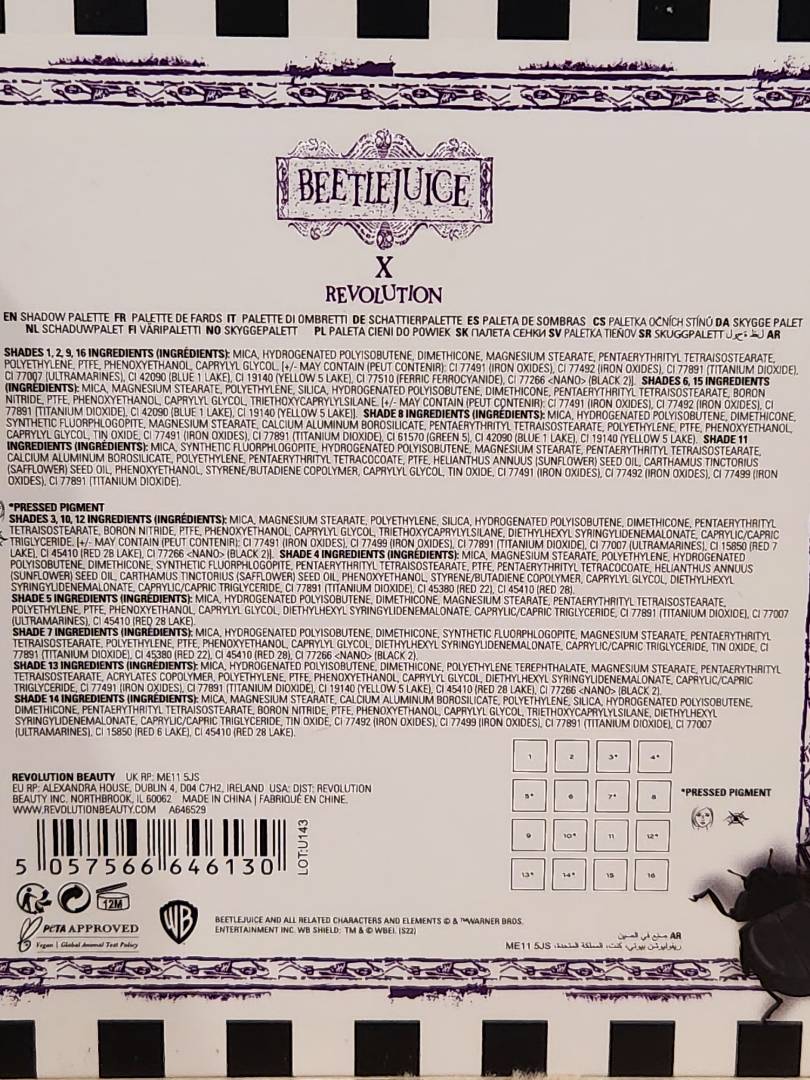 BEETLEJUICE
X
REVOLUTION
EN SHADOW PALETTE FR PALETTE DE FARDS IT PALETTE DI OMBRETTI DE SCHATTIERPALETTE ES PALETA DE SOMBRAS CS PALETKA OČNÍCH STÍNŮ DA SKYGGE PALET
NL SCHADUWPALET FI VÄRIPALETTI NO SKYGGEPALETT PL PALETA CIENI DO POWIEK SK ПАЛЕТА СЕНКИ SV PALETKA TIEŇOV SR SKUGGPALETT AR
SHADES 1, 2, 9, 16 INGREDIENTS (INGRÉDIENTS): MICA, HYDROGENATED POLYISOBUTENE, DIMETHICONE, MAGNESIUM STEARATE, PENTAERYTHRITYL TETRAISOSTEARATE,
POLYETHYLENE, PTFE, PHENOXYETHANOL, CAPRYLYL GLYCOL. [+/- MAY CONTAIN (PEUT CONTENIR): CI 77491 (IRON OXIDES), CI 77492 (IRON OXIDES), CI 77891 (TITANIUM DIOXIDE),
CI 77007 (ULTRAMARINES), CI 42090 (BLUE 1 LAKE), CI 19140 (YELLOW 5 LAKE), CI 77510 (FERRIC FERROCYANIDE), CI 77266 <NANO> (BLACK 2)]. SHADES 6, 15 INGREDIENTS
(INGRÉDIENTS): MICA, MAGNESIUM STEARATE, POLYETHYLENE, SILICA, HYDROGENATED POLYISOBUTENE, DIMETHICONE, PENTAERYTHRITYL TETRAISOSTEARATE, BORON
NITRIDE, PTFE, PHENOXYETHANOL, CAPRYLYL GLYCOL, TRIETHOXYCAPRYLYLSILANE, [+/- MAY CONTAIN (PEUT CONTENIR): CI 77491 (IRON OXIDES), CI 77492 (IRON OXIDES), CI
77891 (TITANIUM DIOXIDE), CI 42090 (BLUE 1 LAKE), CI 19140 (YELLOW 5 LAKE)]. SHADE 8 INGREDIENTS (INGRÉDIENTS): MICA, HYDROGENATED POLYISOBUTENE, DIMETHICONE,
SYNTHETIC FLUORPHLOGOPITE, MAGNESIUM STEARATE, CALCIUM ALUMINUM BOROSILICATE, PENTAERYTHRITYL TETRAISOSTEARATE, POLYETHYLENE, PTFE, PHENOXYETHANOL,
CAPRYLYL GLYCOL, TIN OXIDE, CI 77491 (IRON OXIDES), CI 77891 (TITANIUM DIOXIDE), CI 61570 (GREEN 5), CI 42090 (BLUE 1 LAKE), CI 19140 (YELLOW 5 LAKE). SHADE 11
INGREDIENTS (INGRÉDIENTS): MICA, SYNTHETIC FLUORPHLOGOPITE, HYDROGENATED POLYISOBUTENE, MAGNESIUM STEARATE, PENTAERYTHRITYL TETRAISOSTEARATE,
CALCIUM ALUMINUM BOROSILICATE, POLYETHYLENE, PENTAERYTHRITYL TETRACOCOATE, PTFE, HELIANTHUS ANNUUS (SUNFLOWER) SEED OIL, CARTHAMUS TINCTORIUS
(SAFFLOWER) SEED OIL, PHENOXYETHANOL, STYRENE/BUTADIENE COPOLYMER, CAPRYLYL GLYCOL, TIN OXIDE, CI 77491 (IRON OXIDES), CI 77492 (IRON OXIDES), CI 77499 (IRON
OXIDES), CI 77891 (TITANIUM DIOXIDE).
*PRESSED PIGMENT
SHADES 3, 10, 12 INGREDIENTS (INGRÉDIENTS): MICA, MAGNESIUM STEARATE, POLYETHYLENE, SILICA, HYDROGENATED POLYISOBUTENE, DIMETHICONE, PENTAERYTHRITYL
TETRAISOSTEARATE, BORON NITRIDE, PTFE, PHENOXYETHANOL, CAPRYLYL GLYCOL, TRIETHOXYCAPRYLYLSILANE, DIETHYLHEXYL SYRINGYLIDENEMALONATE, CAPRYLIC/CAPRIC
TRIGLYCERIDE, [+/- MAY CONTAIN (PEUT CONTENIR): CI 77491 (IRON OXIDES), CI 77499 (IRON OXIDES), CI 77891 (TITANIUM DIOXIDE), CI 77007 (ULTRAMARINES), CI 15850 (RED 7
LAKE), CI 45410 (RED 28 LAKE), CI 77266 <NANO> (BLACK 2)]. SHADE 4 INGREDIENTS (INGRÉDIENTS): MICA, MAGNESIUM STEARATE, POLYETHYLENE, HYDROGENATED
POLYISOBUTENE, DIMETHICONE, SYNTHETIC FLUORPHLOGOPITE, PENTAERYTHRITYL TETRAISOSTEARATE, PTFE, PENTAERYTHRITYL TETRACOCOATE, HELIANTHUS ANNUUS
(SUNFLOWER) SEED OIL, CARTHAMUS TINCTORIUS (SAFFLOWER) SEED OIL, PHENOXYETHANOL, STYRENE/BUTADIENE COPOLYMER, CAPRYLYL GLYCOL, DIETHYLHEXYL
SYRINGYLIDENEMALONATE, CAPRYLIC/CAPRIC TRIGLYCERIDE, CI 77891 (TITANIUM DIOXIDE), CI 45380 (RED 22), CI 45410 (RED 28).
SHADE 5 INGREDIENTS (INGRÉDIENTS): MICA, HYDROGENATED POLYISOBUTENE, DIMETHICONE, MAGNESIUM STEARATE, PENTAERYTHRITYL TETRAISOSTEARATE,
POLYETHYLENE, PTFE, PHENOXYETHANOL, CAPRYLYL GLYCOL, DIETHYLHEXYL SYRINGYLIDENEMALONATE, CAPRYLIC/CAPRIC TRIGLYCERIDE, CI 77891 (TITANIUM DIOXIDE), CI 77007
(ULTRAMARINES), CI 45410 (RED 28 LAKE).
SHADE 7 INGREDIENTS (INGRÉDIENTS): MICA, HYDROGENATED POLYISOBUTENE, DIMETHICONE, SYNTHETIC FLUORPHLOGOPITE, MAGNESIUM STEARATE, PENTAERYTHRITYL
TETRAISOSTEARATE, POLYETHYLENE, PTFE, PHENOXYETHANOL, CAPRYLYL GLYCOL, DIETHYLHEXYL SYRINGYLIDENEMALONATE, CAPRYLIC/CAPRIC TRIGLYCERIDE, TIN OXIDE, CI
77891 (TITANIUM DIOXIDE), CI 45380 (RED 22), CI 45410 (RED 28), CI 77266 <NANO> (BLACK 2).
SHADE 13 INGREDIENTS (INGRÉDIENTS): MICA, HYDROGENATED POLYISOBUTENE, DIMETHICONE, POLYETHYLENE TEREPHTHALATE, MAGNESIUM STEARATE, PENTAERYTHRITYL
TETRAISOSTEARATE, ACRYLATES COPOLYMER, POLYETHYLENE, PTFE, PHENOXYETHANOL, CAPRYLYL GLYCOL, DIETHYLHEXYL SYRINGYLIDENEMALONATE, CAPRYLIC/CAPRIC
TRIGLYCERIDE, CI 77491 (IRON OXIDES), CI 77891 (TITANIUM DIOXIDE), CI 19140 (YELLOW 5 LAKE), CI 45410 (RED 28 LAKE), CI 77266 <NANO> (BLACK 2).
SHADE 14 INGREDIENTS (INGRÉDIENTS): MICA, MAGNESIUM STEARATE, CALCIUM ALUMINUM BOROSILICATE, POLYETHYLENE, SILICA, HYDROGENATED POLYISOBUTENE,
DIMETHICONE, PENTAERYTHRITYL TETRAISOSTEARATE, BORON NITRIDE, PTFE, PHENOXYETHANOL, CAPRYLYL GLYCOL, TRIETHOXYCAPRYLYLSILANE, DIETHYLHEXYL
SYRINGYLIDENEMALONATE, CAPRYLIC/CAPRIC TRIGLYCERIDE, TIN OXIDE, CI 77492 (IRON OXIDES), CI 77499 (IRON OXIDES), CI 77891 (TITANIUM DIOXIDE), CI 77007
(ULTRAMARINES), CI 15850 (RED 6 LAKE), CI 45410 (RED 28 LAKE).
1 2 3* 4*
5* 6 7* 8
9 10* 11 12*
13* 14* 15 16
*PRESSED PIGMENT
REVOLUTION BEAUTY UK RP: ME11 5JS
EU RP: ALEXANDRA HOUSE, DUBLIN 4, D04 C7H2, IRELAND USA: DIST: REVOLUTION
BEAUTY INC. NORTHBROOK, IL 60062 MADE IN CHINA | FABRIQUÉ EN CHINE.
WWW.REVOLUTIONBEAUTY.COM A646529
5 057566 646130
LOT:U143
12M
PETA APPROVED
Vegan | Global Animal Test Policy
WB
BEETLEJUICE AND ALL RELATED CHARACTERS AND ELEMENTS © & ™WARNER BROS.
ENTERTAINMENT INC. WB SHIELD: TM & © WBEI. (S22)
AR صنع في الصين
ريفوليوشن بيوتي، كنت، المملكة المتحدة، ME11 5JS